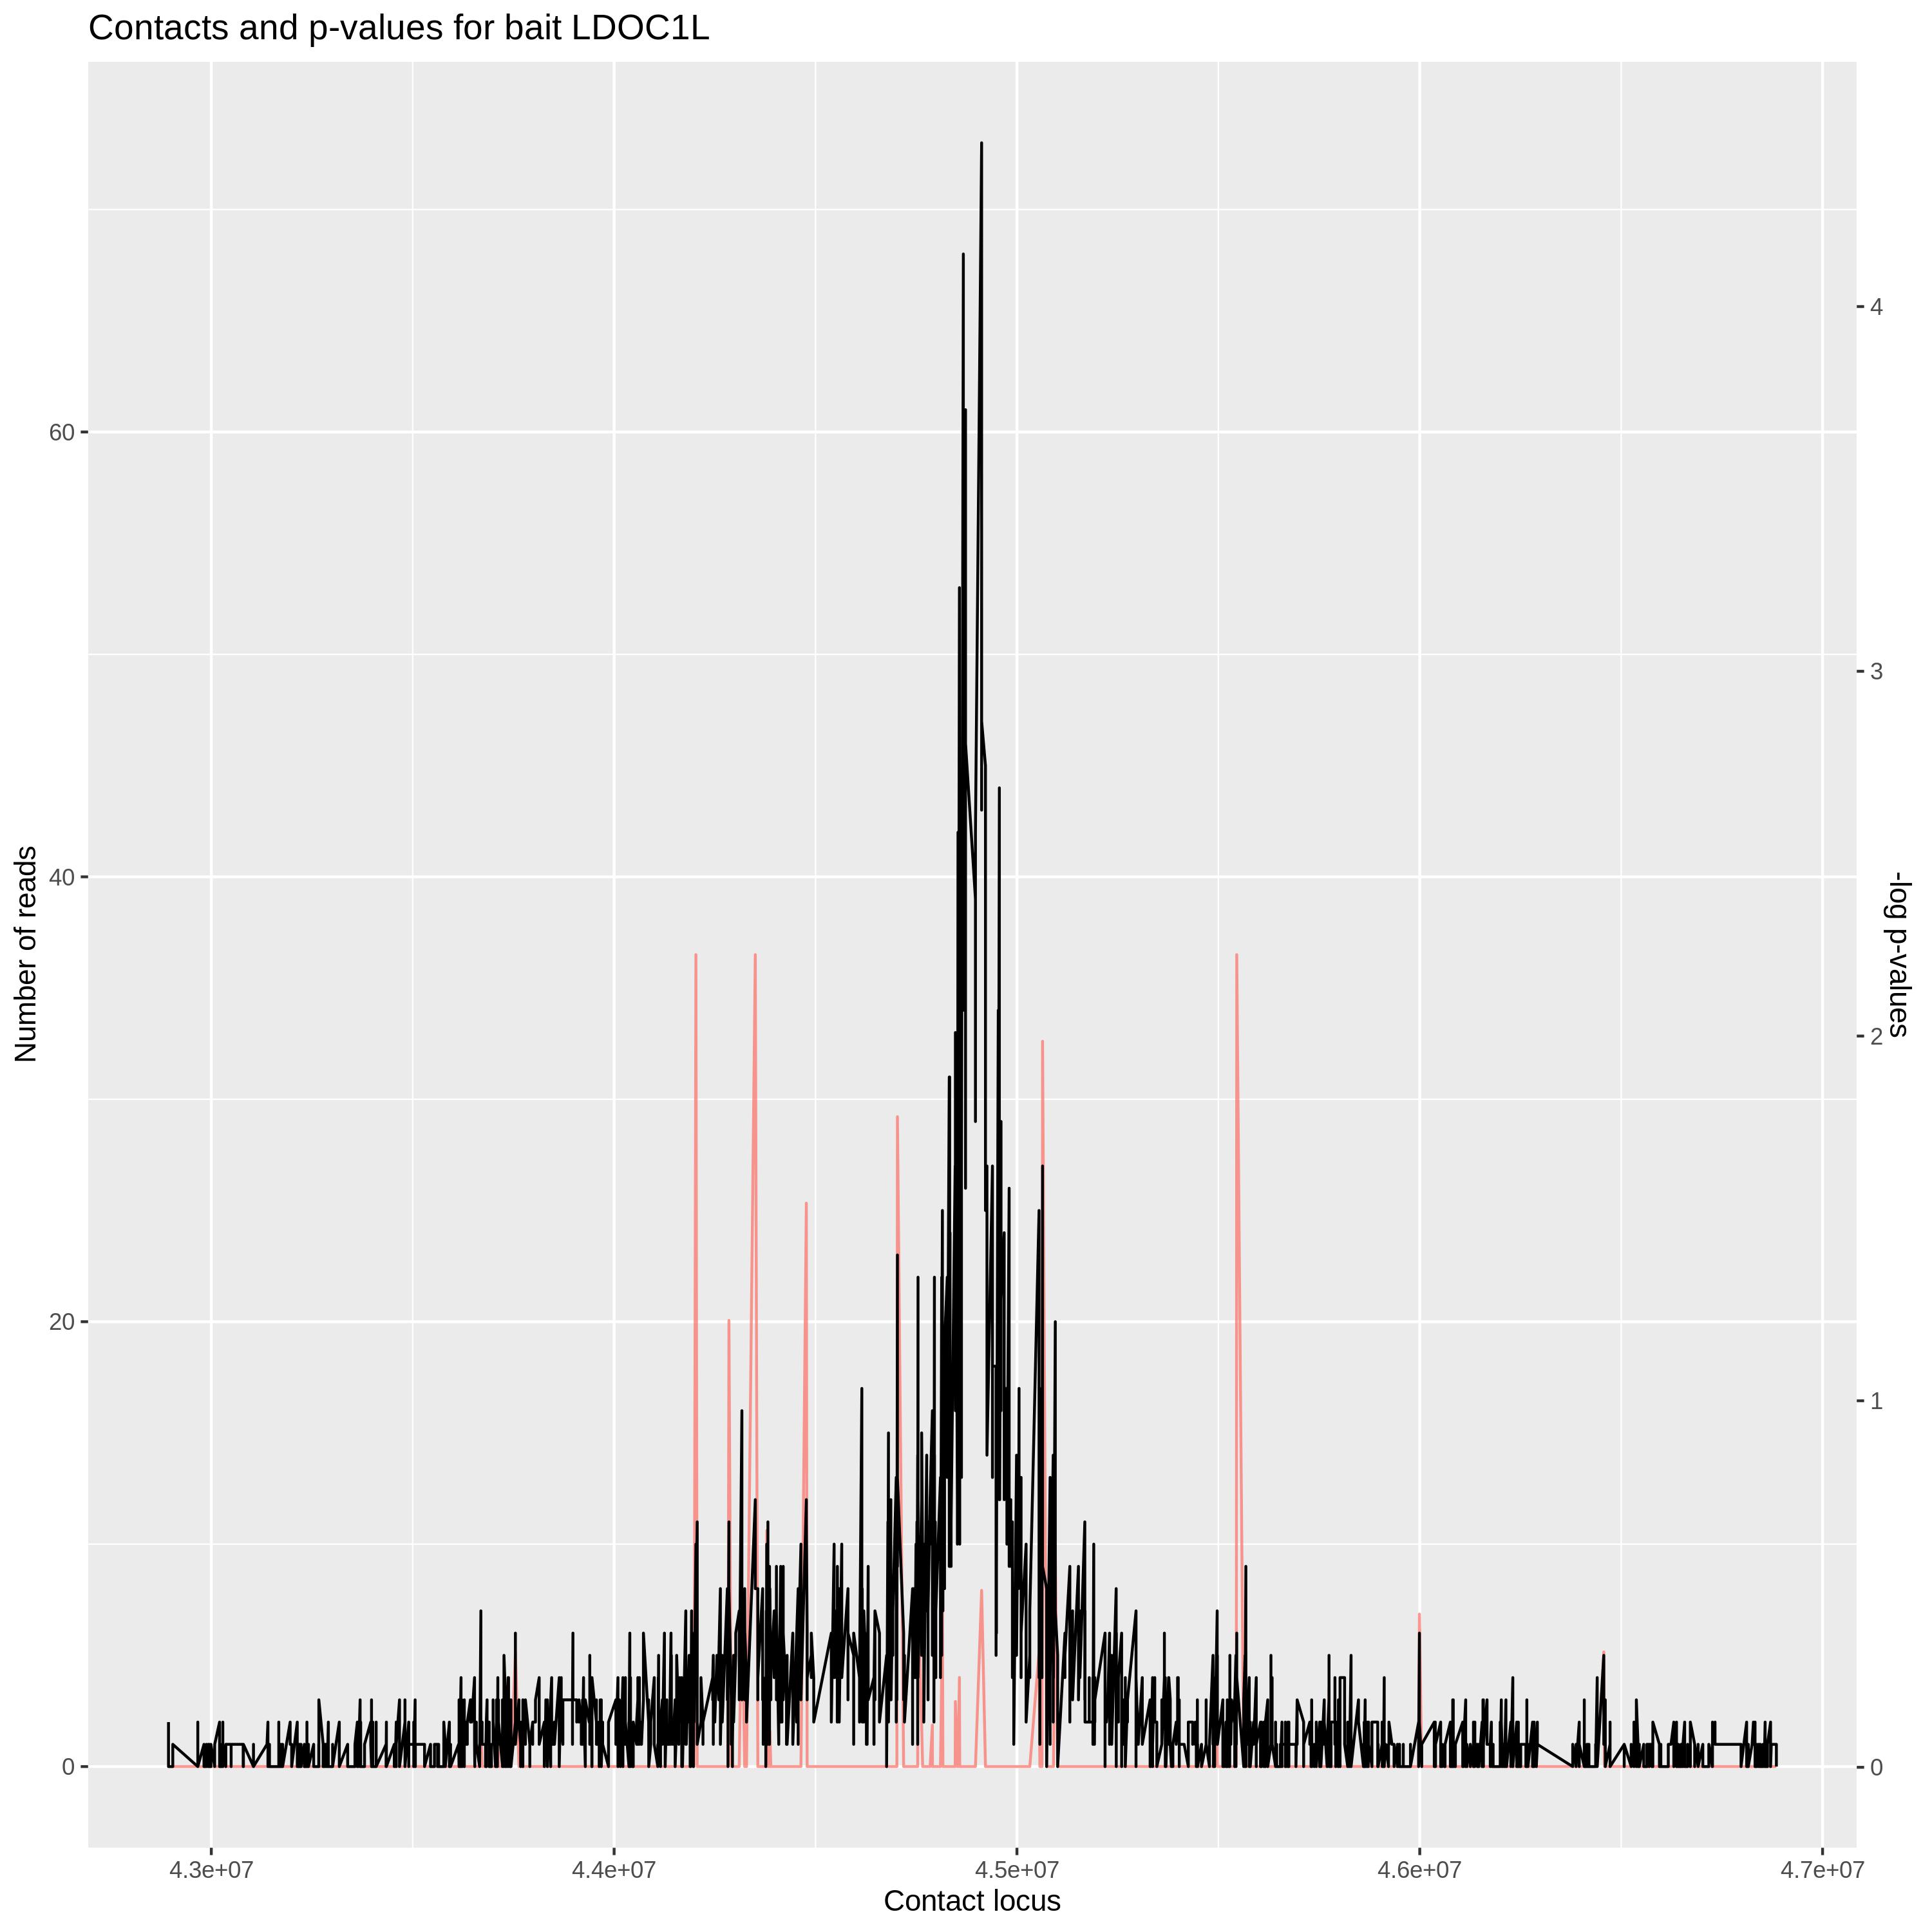 Contacts and p-values for bait LDOC1L
Number of reads
60
40
20
0
4
3
2
1
0
-log p-values
4.3e+07 4.4e+07 4.5e+07 4.6e+07 4.7e+07
Contact locus